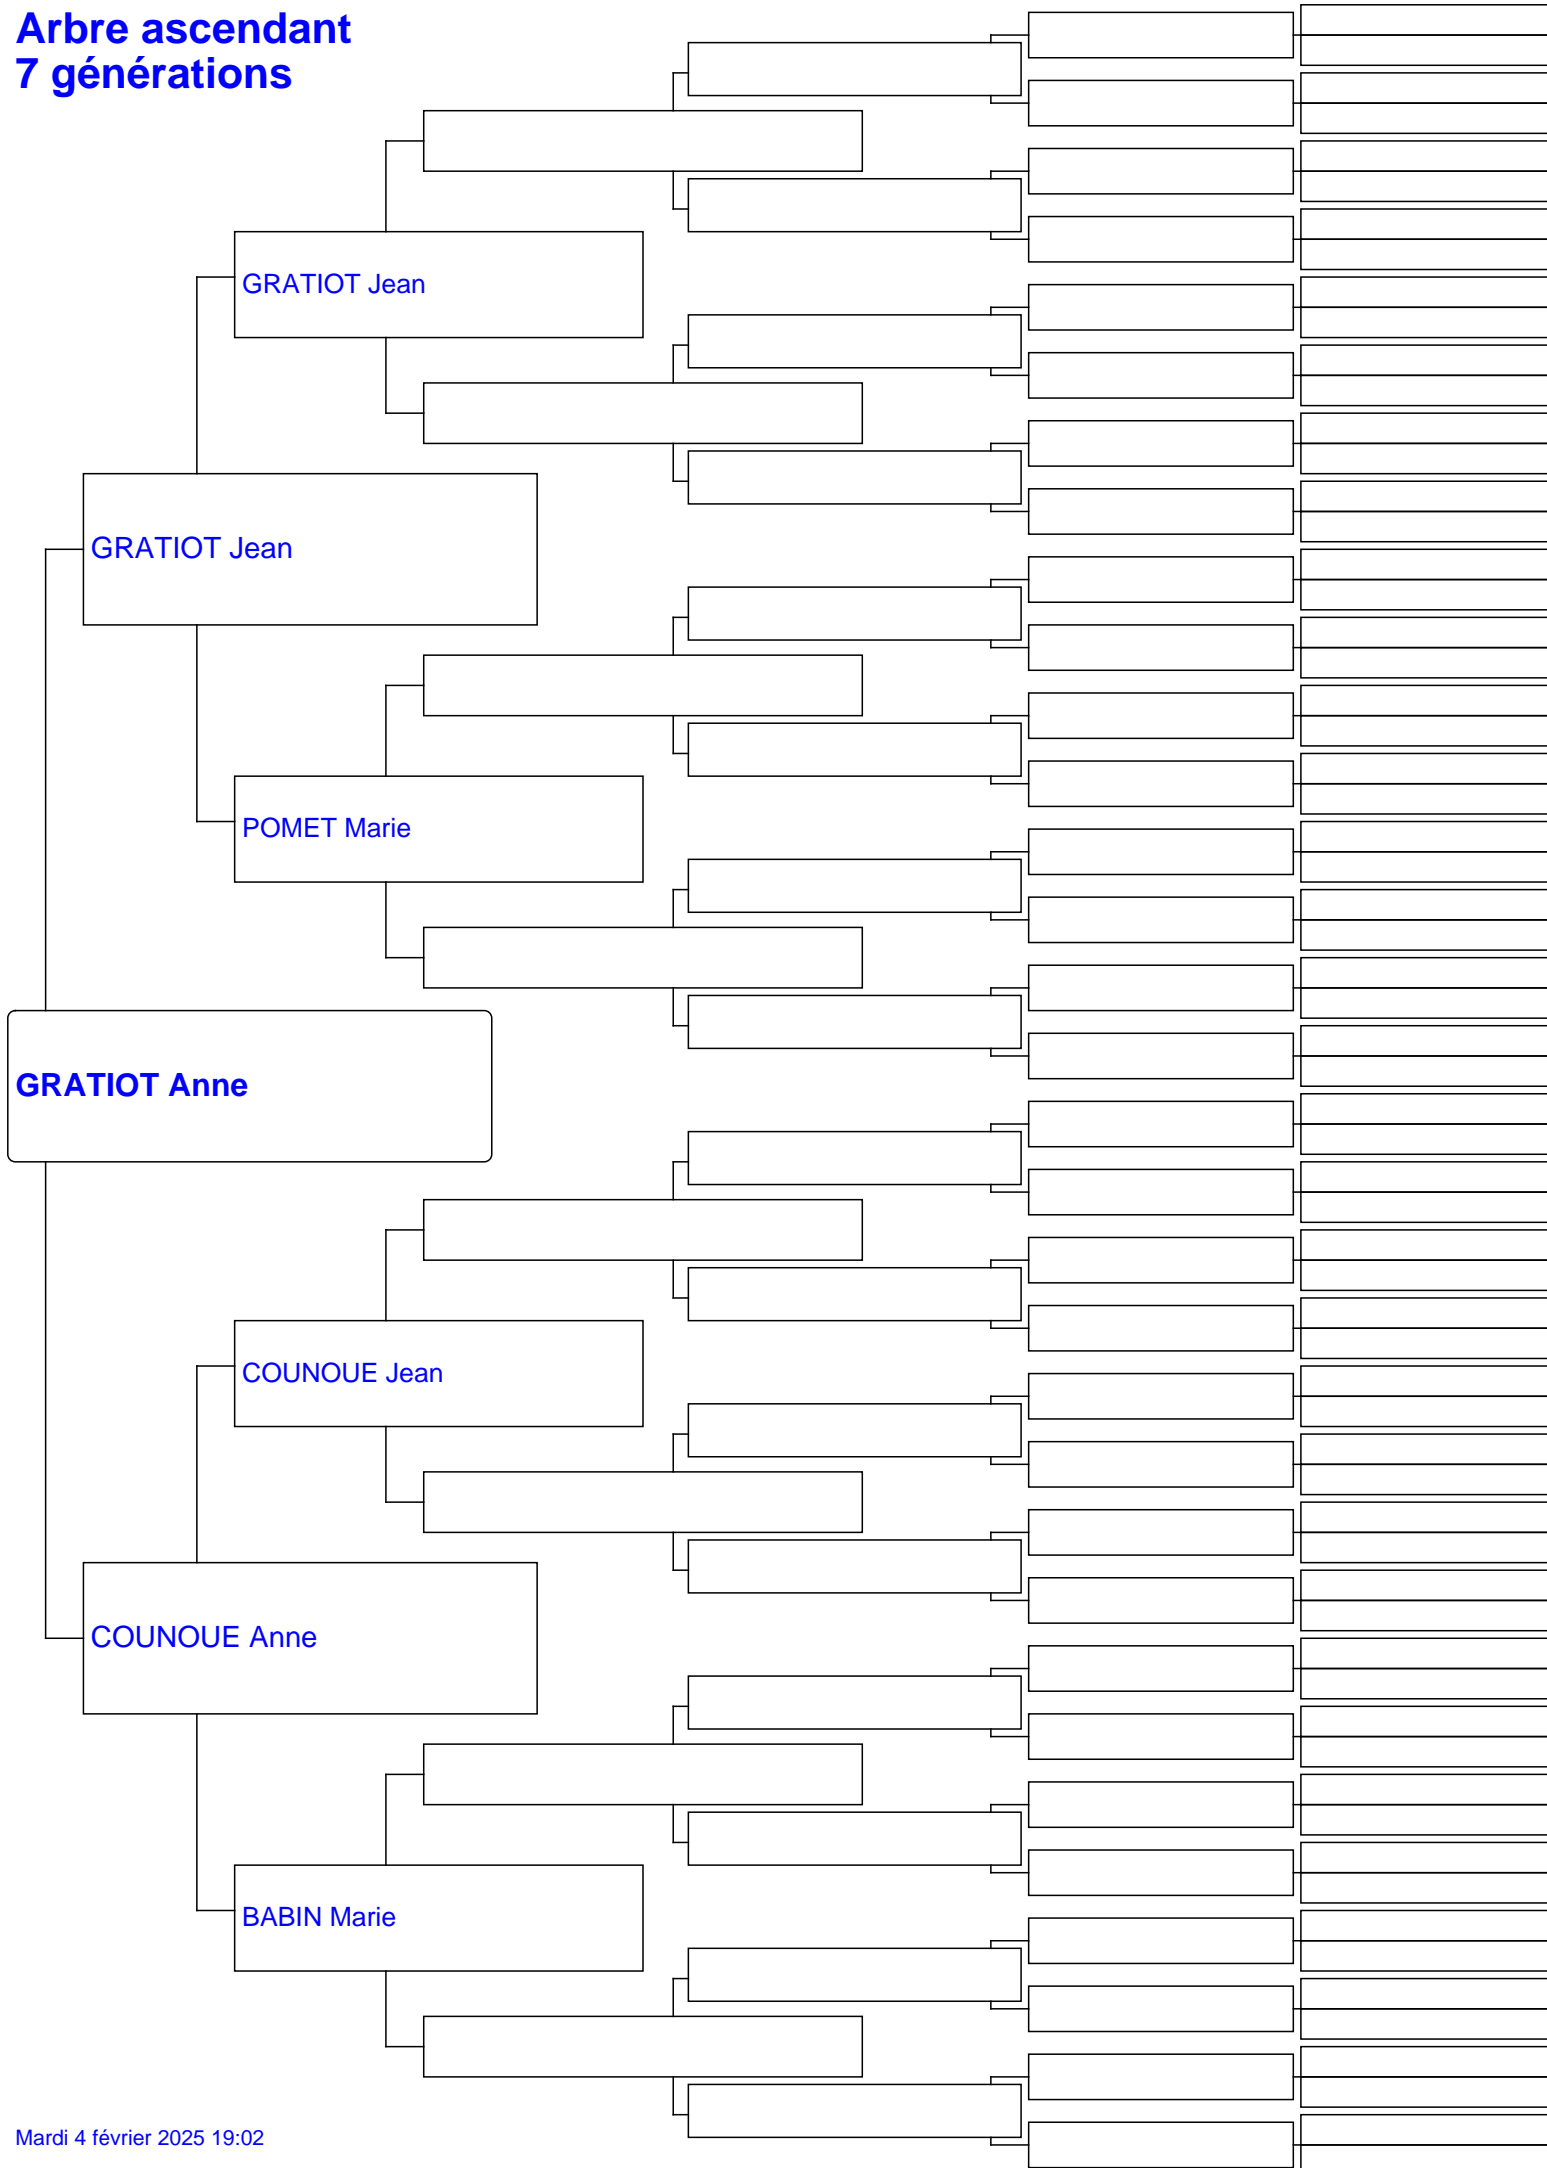 Arbre ascendant
7 générations
GRATIOT Jean
GRATIOT Jean
POMET Marie
GRATIOT Anne
COUNOUE Jean
COUNOUE Anne
BABIN Marie
Mardi 4 février 2025 19:02